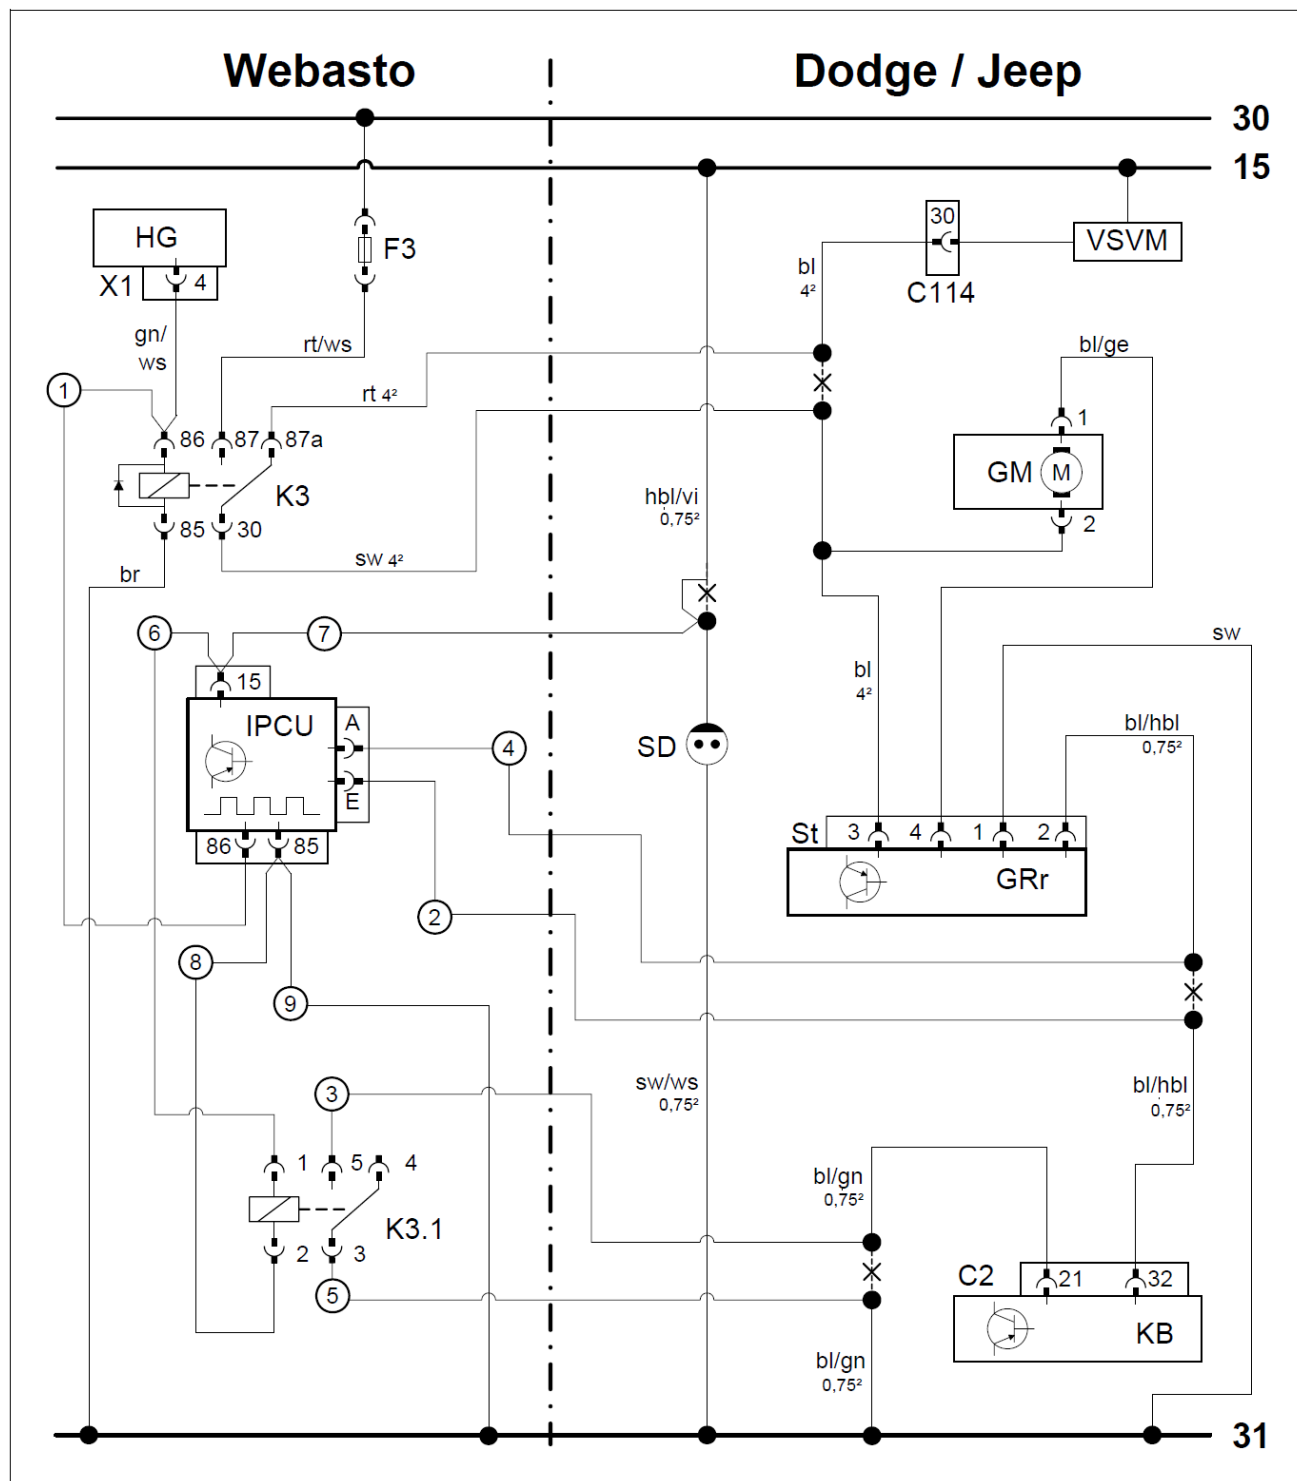 Webasto
Dodge / Jeep
30
15
HG
X1
4
F3
30
C114
VSVM
bl
4²
gn/
ws
rt/ws
bl/ge
1
rt 4²
86
87
87a
K3
1
GM
M
2
hbl/vi
0,75²
85
30
sw 4²
br
6
7
sw
15
IPCU
A
E
4
SD
bl
4²
bl/hbl
0,75²
86
85
St
3
4
1
2
GRr
2
8
9
3
sw/ws
0,75²
bl/hbl
0,75²
1
5
4
K3.1
2
3
5
bl/gn
0,75²
C2
21
32
KB
bl/gn
0,75²
31